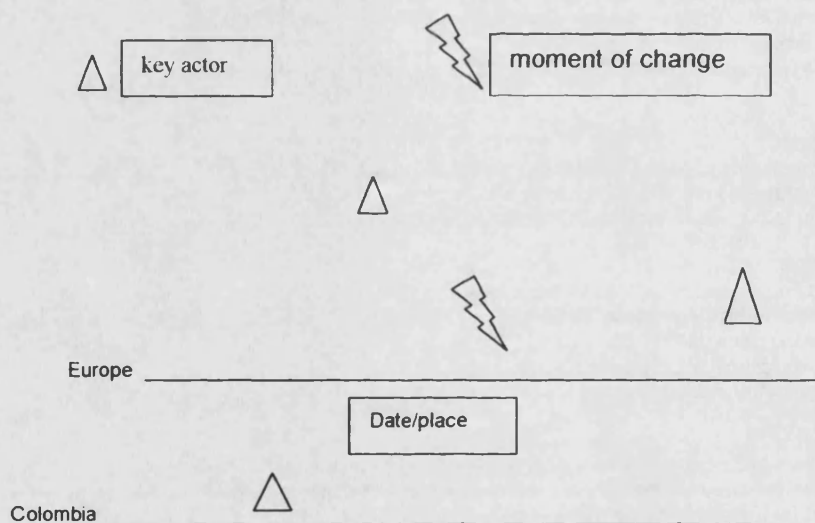 key actor
moment of change
Europe
Date/place
Colombia